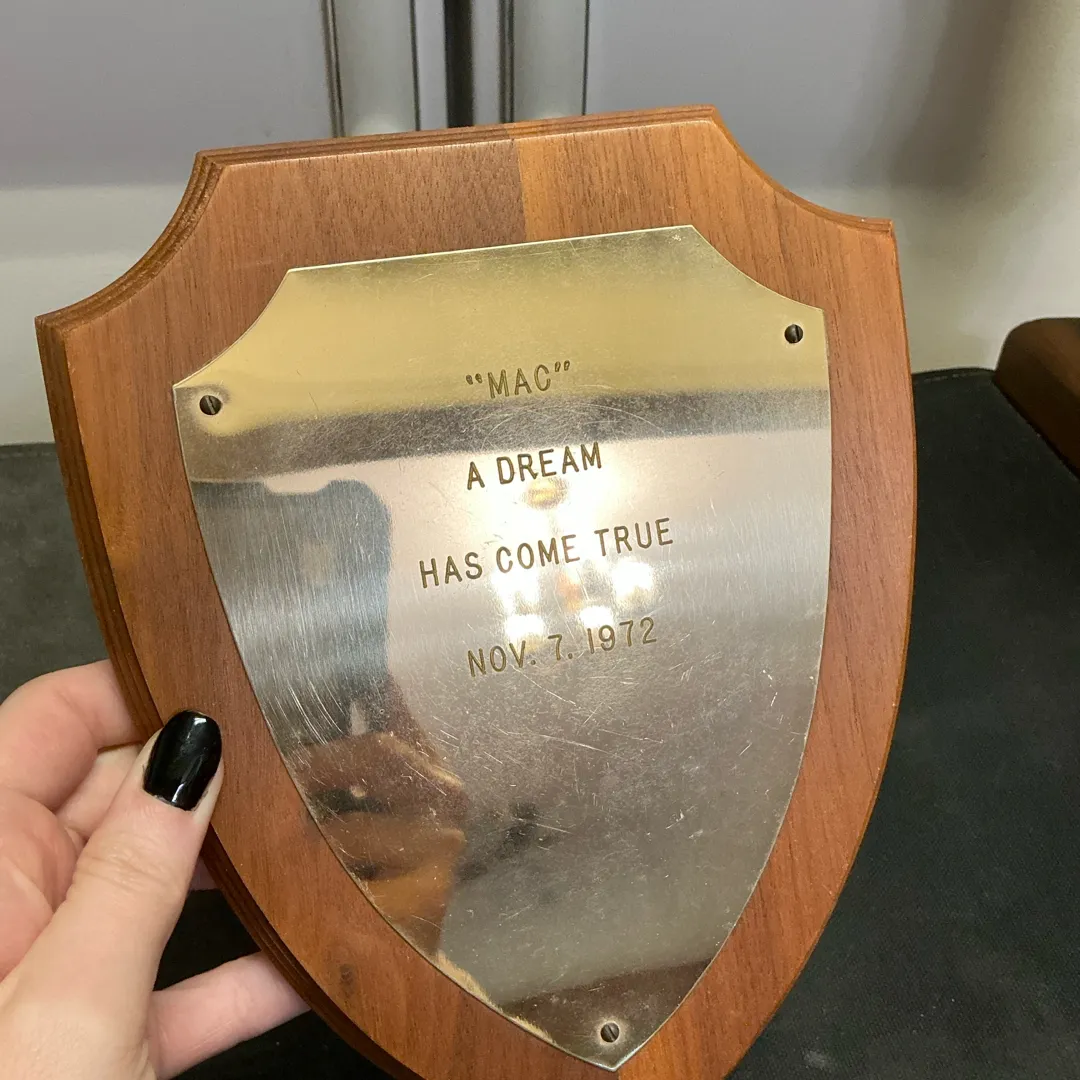 “MAC”
A DREAM
HAS COME TRUE
NOV. 7. 1972